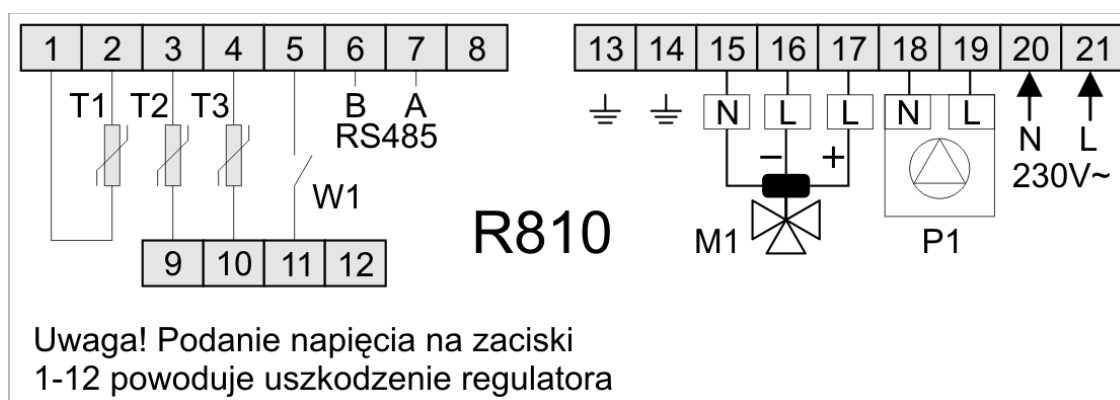 1 2 3 4 5 6 7 8 13 14 15 16 17 18 19 20 21
T1 T2 T3 B A N L L N L N L
RS485 - + 230V~
W1
R810 M1 P1
9 10 11 12
Uwaga! Podanie napięcia na zaciski
1-12 powoduje uszkodzenie regulatora